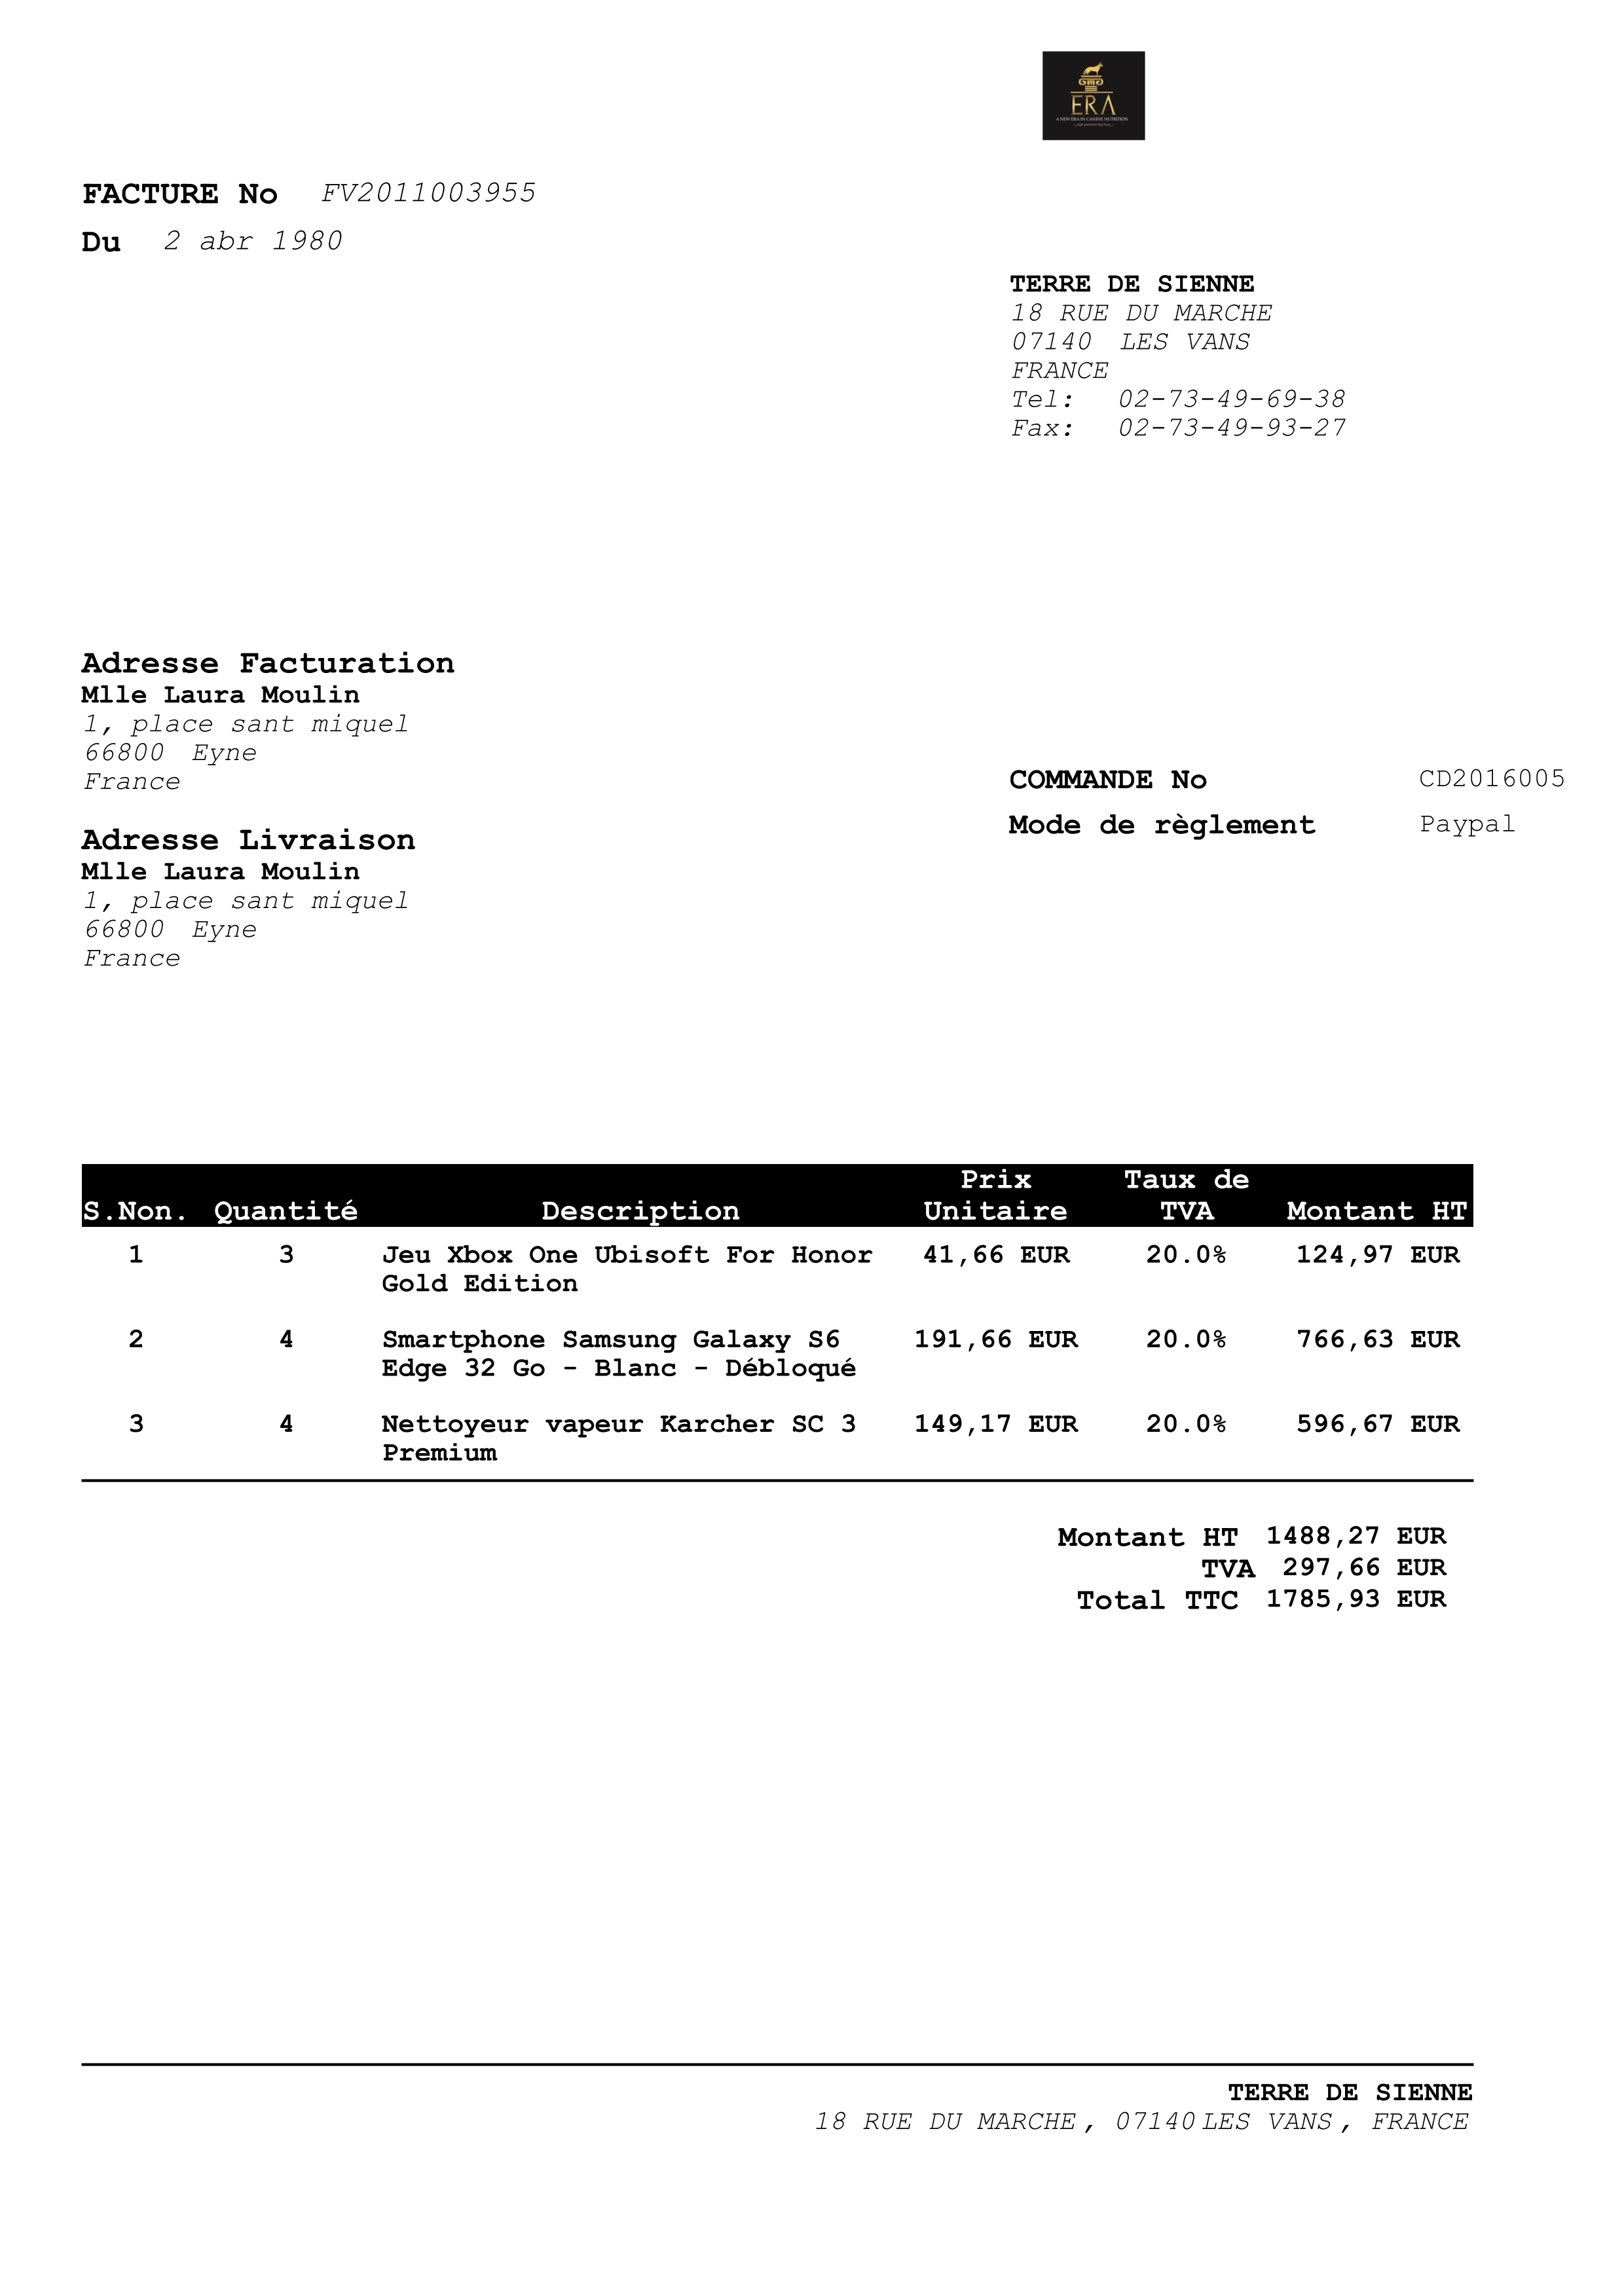 ERA
A NEW ERA IN CANINE NUTRITION
FACTURE No FV2011003955
Du 2 abr 1980
TERRE DE SIENNE
18 RUE DU MARCHE
07140 LES VANS
FRANCE
Tel: 02-73-49-69-38
Fax: 02-73-49-93-27
Adresse Facturation
Mlle Laura Moulin
1, place sant miquel
66800 Eyne
France
COMMANDE No CD2016005
Mode de règlement Paypal
Adresse Livraison
Mlle Laura Moulin
1, place sant miquel
66800 Eyne
France
Prix Taux de
S.Non. Quantité Description Unitaire TVA Montant HT
1 3 Jeu Xbox One Ubisoft For Honor 41,66 EUR 20.0% 124,97 EUR
Gold Edition
2 4 Smartphone Samsung Galaxy S6 191,66 EUR 20.0% 766,63 EUR
Edge 32 Go - Blanc - Débloqué
3 4 Nettoyeur vapeur Karcher SC 3 149,17 EUR 20.0% 596,67 EUR
Premium
Montant HT 1488,27 EUR
TVA 297,66 EUR
Total TTC 1785,93 EUR
TERRE DE SIENNE
18 RUE DU MARCHE, 07140 LES VANS, FRANCE